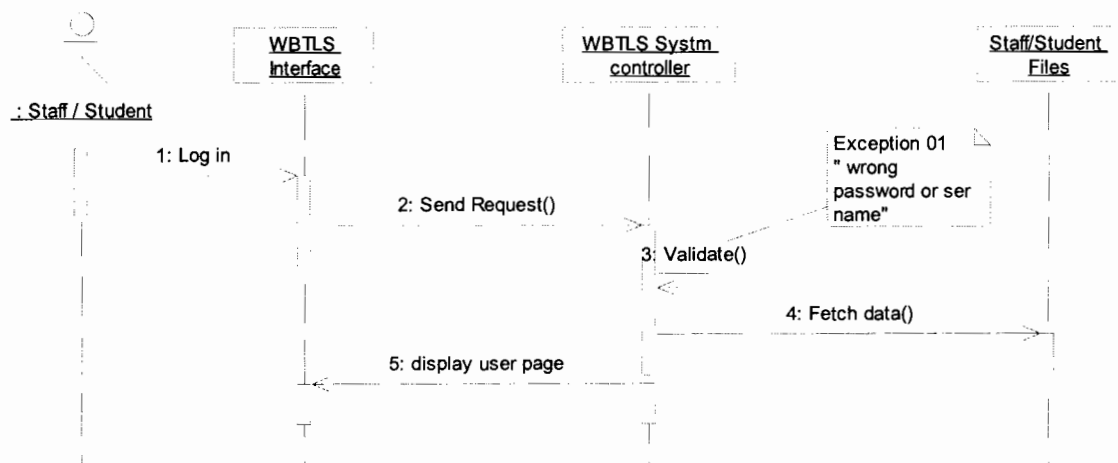 WBTLS
Interface
WBTLS Systm
controller
Staff/Student
Files
: Staff / Student
1: Log in
Exception 01
" wrong
password or ser
name"
2: Send Request()
3: Validate()
4: Fetch data()
5: display user page